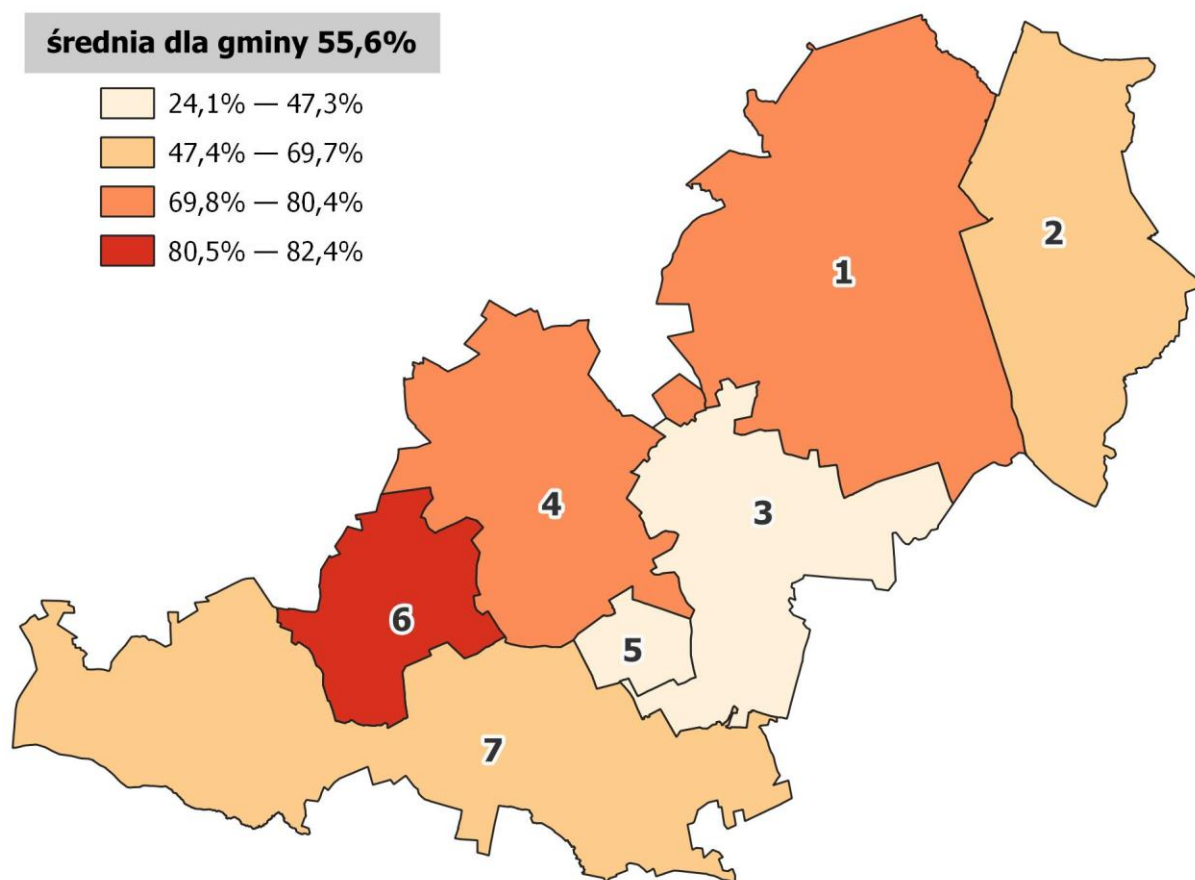 średnia dla gminy 55,6%
24,1% — 47,3%
47,4% — 69,7%
69,8% — 80,4%
80,5% — 82,4%
1
2
3
4
5
6
7